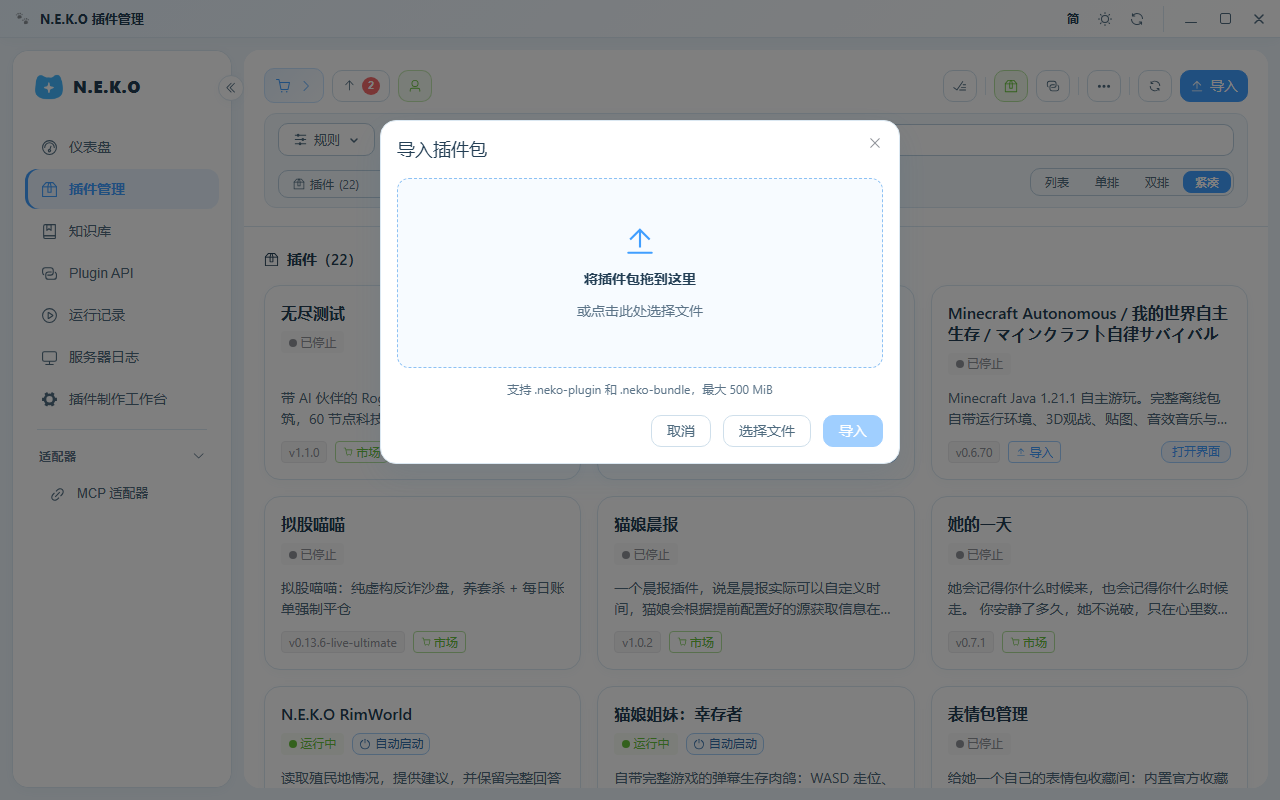 N.E.K.O 插件管理
简
N.E.K.O
仪表盘
插件管理
知识库
Plugin API
运行记录
服务器日志
插件制作工作台
适配器
MCP 适配器
2
导入
规则
插件 (22)
列表
单排
双排
紧凑
插件（22）
导入插件包
将插件包拖到这里
或点击此处选择文件
支持 .neko-plugin 和 .neko-bundle，最大 500 MiB
取消
选择文件
导入
无尽测试
已停止
带 AI 伙伴的
筑，60 节点科技
v1.1.0
市场
Minecraft Autonomous / 我的世界自主
生存 / マインクラフト自律サバイバル
已停止
Minecraft Java 1.21.1 自主游玩。完整离线包
自带运行环境、3D观战、贴图、音效音乐与...
v0.6.70
导入
打开界面
拟股喵喵
已停止
拟股喵喵：纯虚构反诈沙盘，养套杀 + 每日账
单强制平仓
v0.13.6-live-ultimate
市场
猫娘晨报
已停止
一个晨报插件，说是晨报实际可以自定义时
间，猫娘会根据提前配置好的源获取信息在...
v1.0.2
市场
她的一天
已停止
她会记得你什么时候来，也会记得你什么时候
走。 你安静了多久，她不说破，只在心里数...
v0.7.1
市场
N.E.K.O RimWorld
运行中
自动启动
读取殖民地情况，提供建议，并保留完整回答
猫娘姐妹：幸存者
运行中
自动启动
自带完整游戏的弹幕生存肉鸽：WASD 走位、
表情包管理
已停止
给她一个自己的表情包收藏间：内置官方收藏